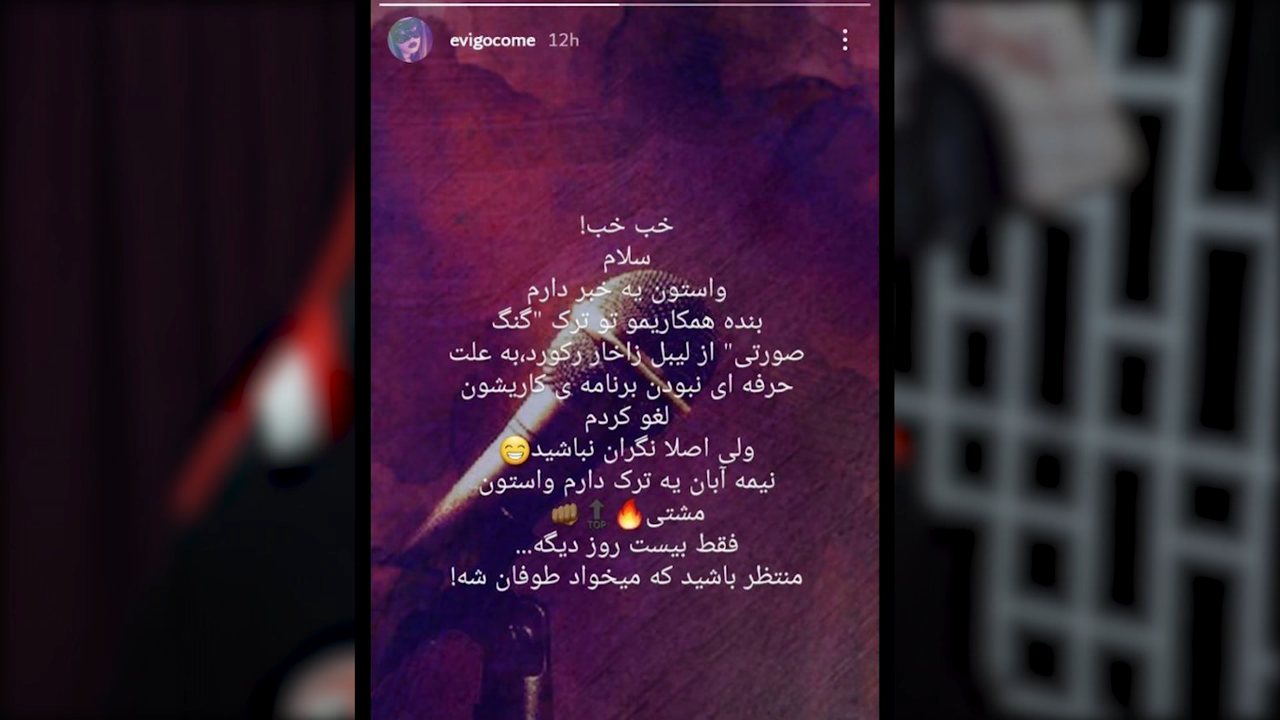 evigocome 12h
خب خب!
سلام
واستون یه خبر دارم
بنده همکاریمو تو ترک "گنگ
صورتی" از لیبل زاخار رکورد،به علت
حرفه ای نبودن برنامه ی کاریشون
لغو کردم
ولی اصلا نگران نباشید😁
نیمه آبان یه ترک دارم واستون
مشتی🔥🔝👊🏾
فقط بیست روز دیگه...
منتظر باشید که میخواد طوفان شه!